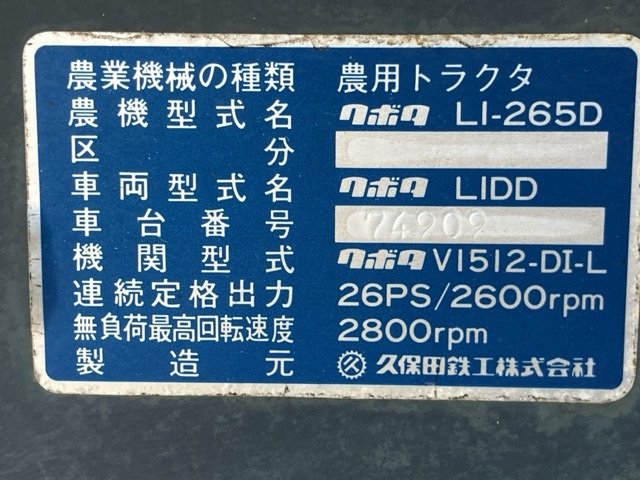 農業機械の種類 農用トラクタ
農機型式名 クボタ L1-265D
区分
車両型式名 クボタ L1DD
車台番号 74909
機関型式 クボタ V1512-DI-L
連続定格出力 26PS/2600rpm
無負荷最高回転速度 2800rpm
製造元 久保田鉄工株式会社